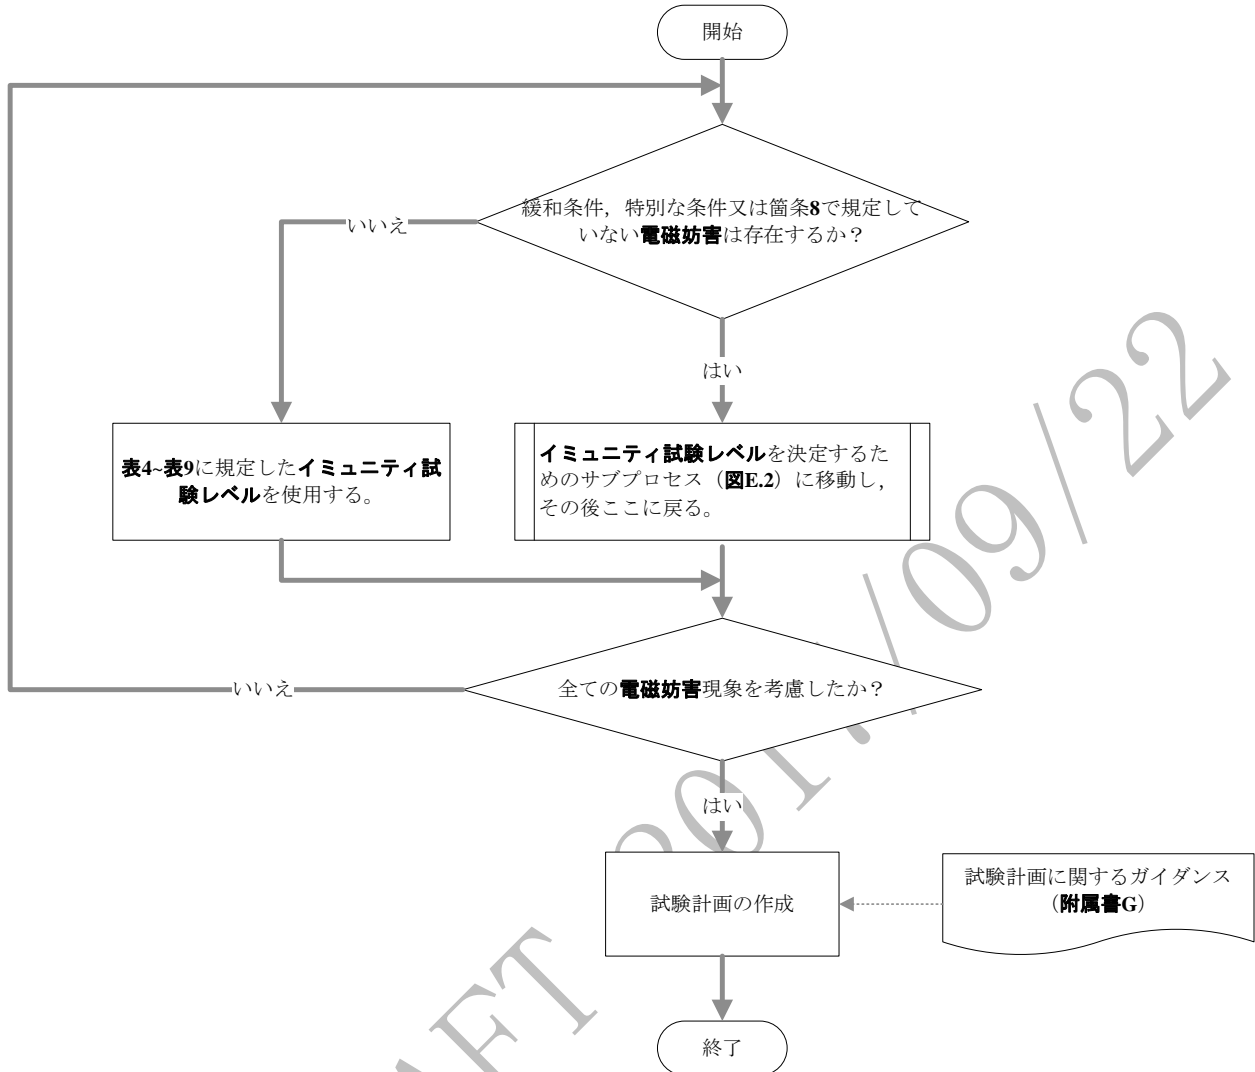 開始
緩和条件，特別な条件又は箇条8で規定して
いない電磁妨害は存在するか？
いいえ
はい
表4~表9に規定したイミュニティ試
験レベルを使用する。
イミュニティ試験レベルを決定するた
めのサブプロセス（図E.2）に移動し，
その後ここに戻る。
全ての電磁妨害現象を考慮したか？
いいえ
はい
試験計画の作成
試験計画に関するガイダンス
（附属書G）
終了